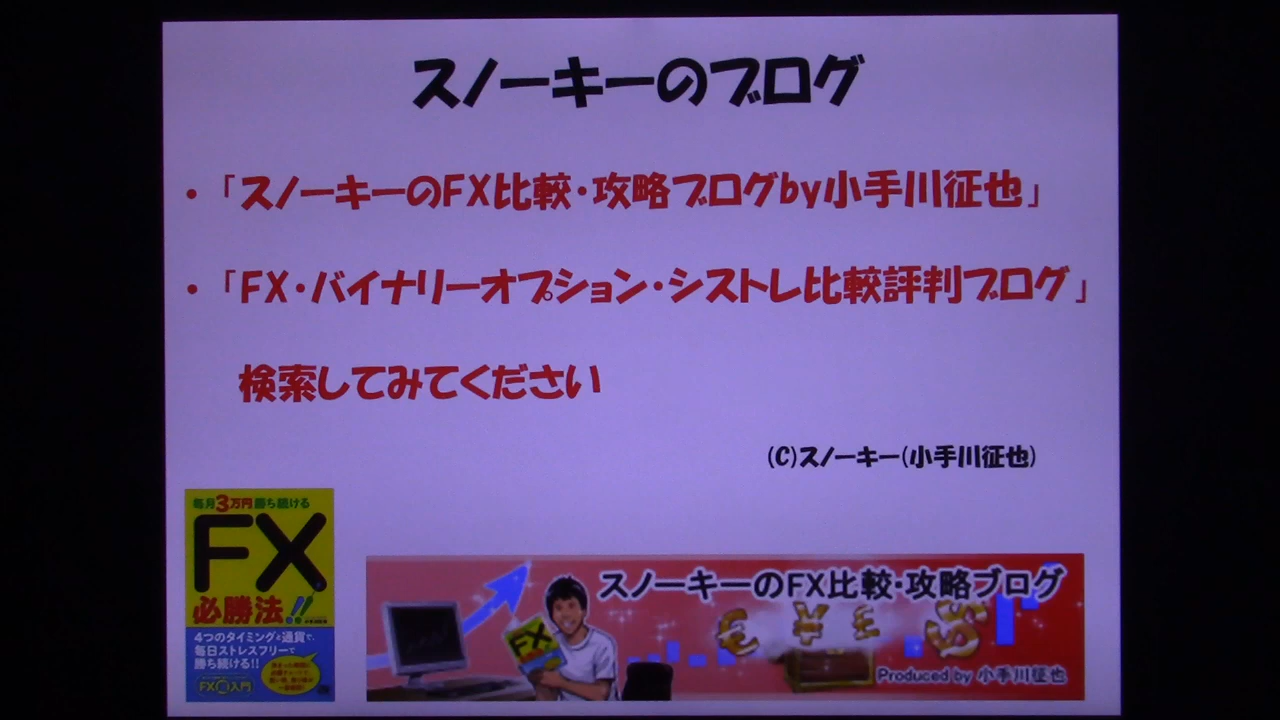 スノーキーのブログ
・「スノーキーのFX比較・攻略ブログby小手川征也」
・「FX・バイナリーオプション・シストレ比較評判ブログ」
検索してみてください
(C)スノーキー(小手川征也)
毎月3万円勝ち続ける
FX
必勝法!!
4つのタイミングと通貨で、
毎日ストレスフリーで
勝ち続ける!!
FX超入門
スノーキーのFX比較・攻略ブログ
FX
Produced by 小手川征也